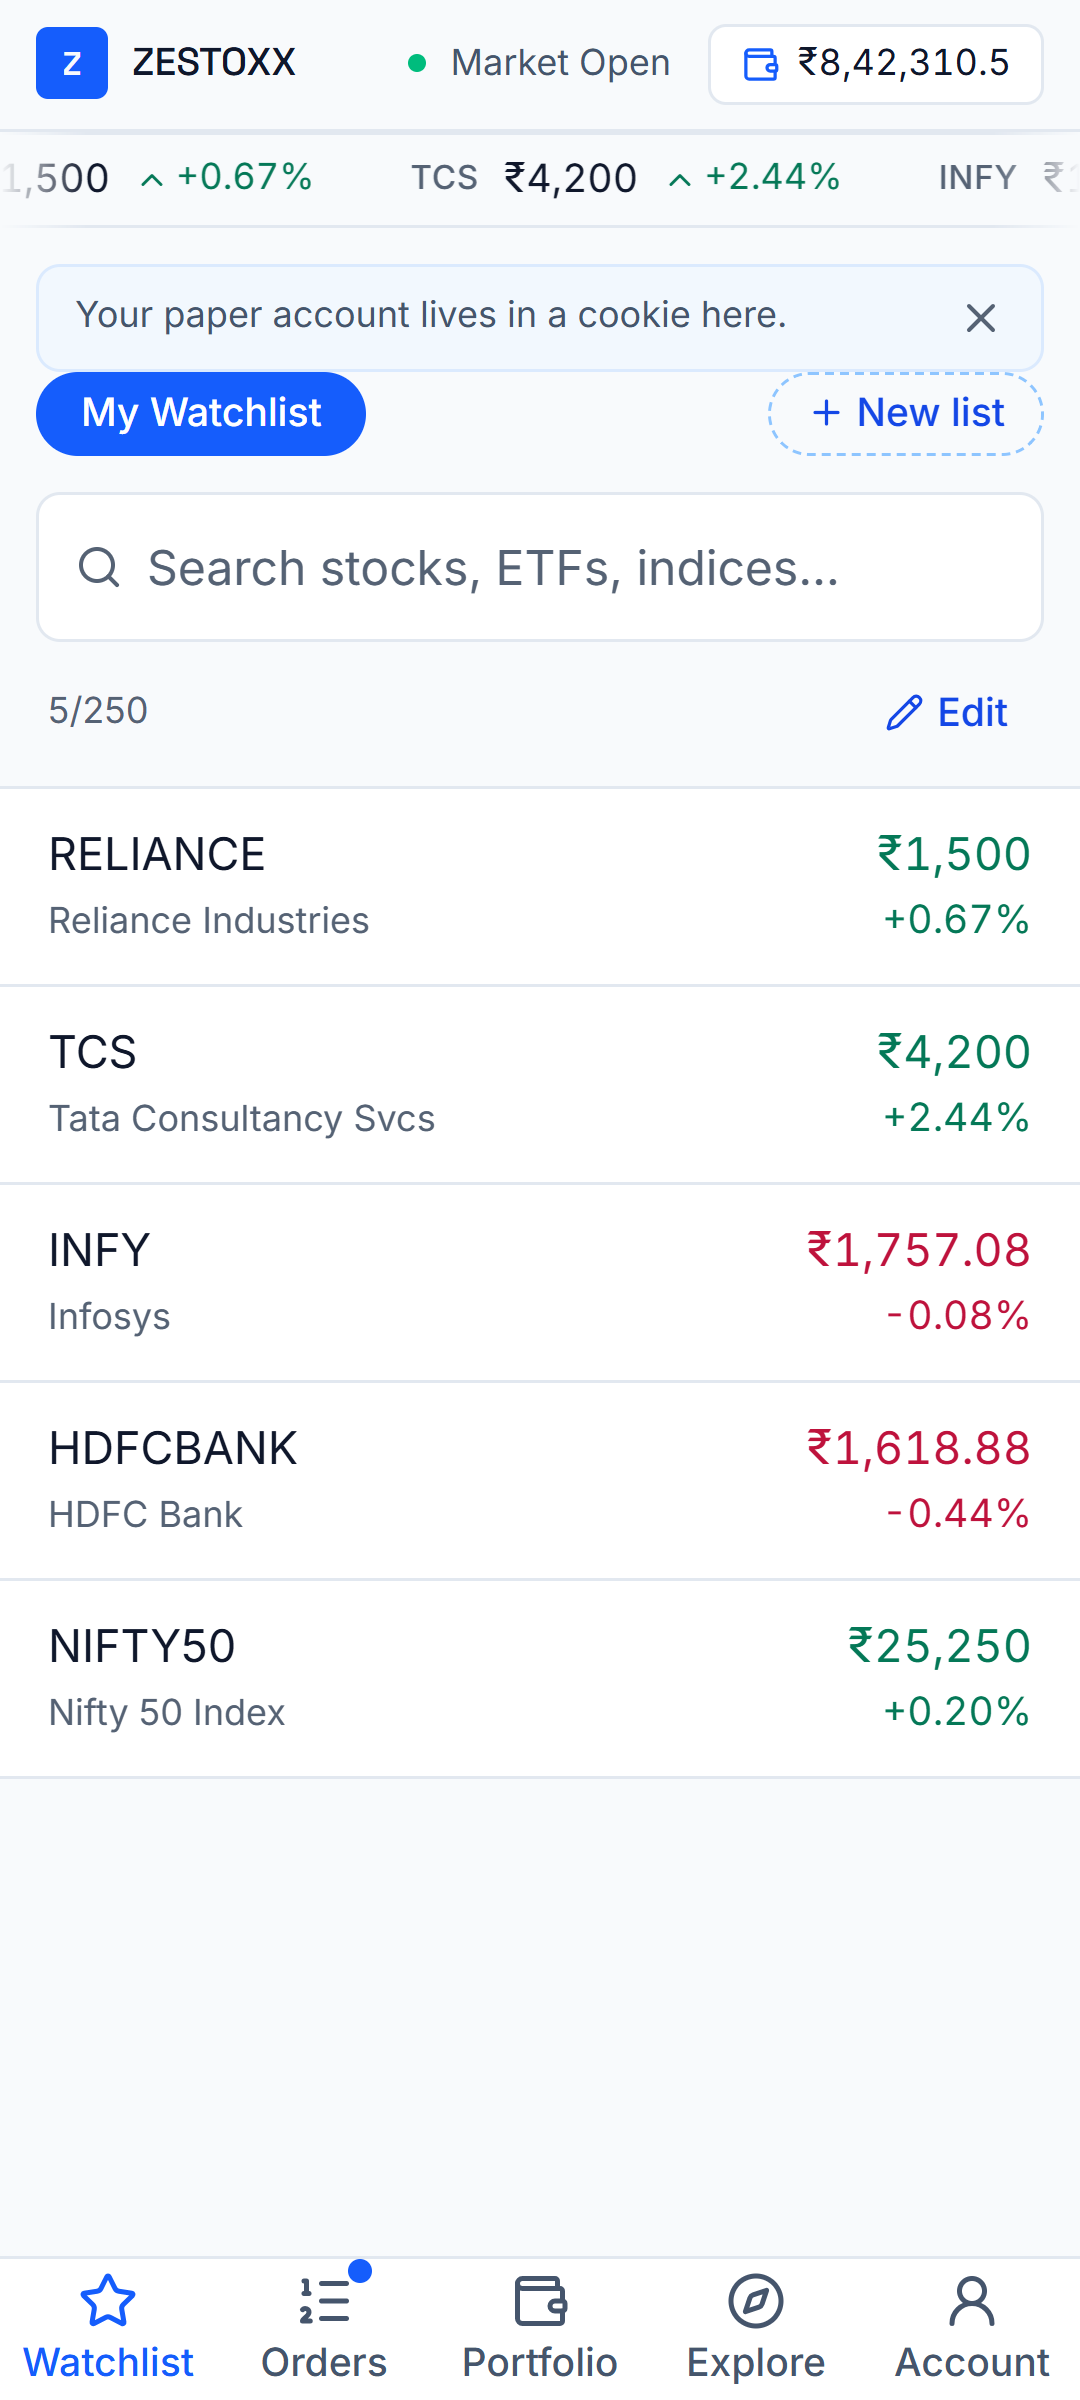 Z ZESTOXX Market Open ₹8,42,310.5
1,500 +0.67% TCS ₹4,200 +2.44% INFY ₹
Your paper account lives in a cookie here.
My Watchlist + New list
Search stocks, ETFs, indices...
5/250 Edit
RELIANCE ₹1,500
Reliance Industries +0.67%
TCS ₹4,200
Tata Consultancy Svcs +2.44%
INFY ₹1,757.08
Infosys -0.08%
HDFCBANK ₹1,618.88
HDFC Bank -0.44%
NIFTY50 ₹25,250
Nifty 50 Index +0.20%
Watchlist Orders Portfolio Explore Account